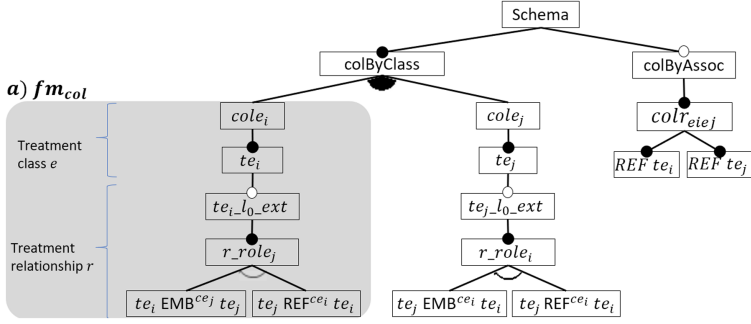 Schema
colByClass
colByAssoc
a) fm_col
cole_i
cole_j
colr_eiej
Treatment
class e
te_i
te_j
REF te_i
REF te_j
te_i_l_0_ext
te_j_l_0_ext
Treatment
relationship r
r_role_j
r_role_i
te_i EMB^ce_j te_j
te_j REF^ce_i te_i
te_j EMB^ce_i te_i
te_j REF^ce_i te_i